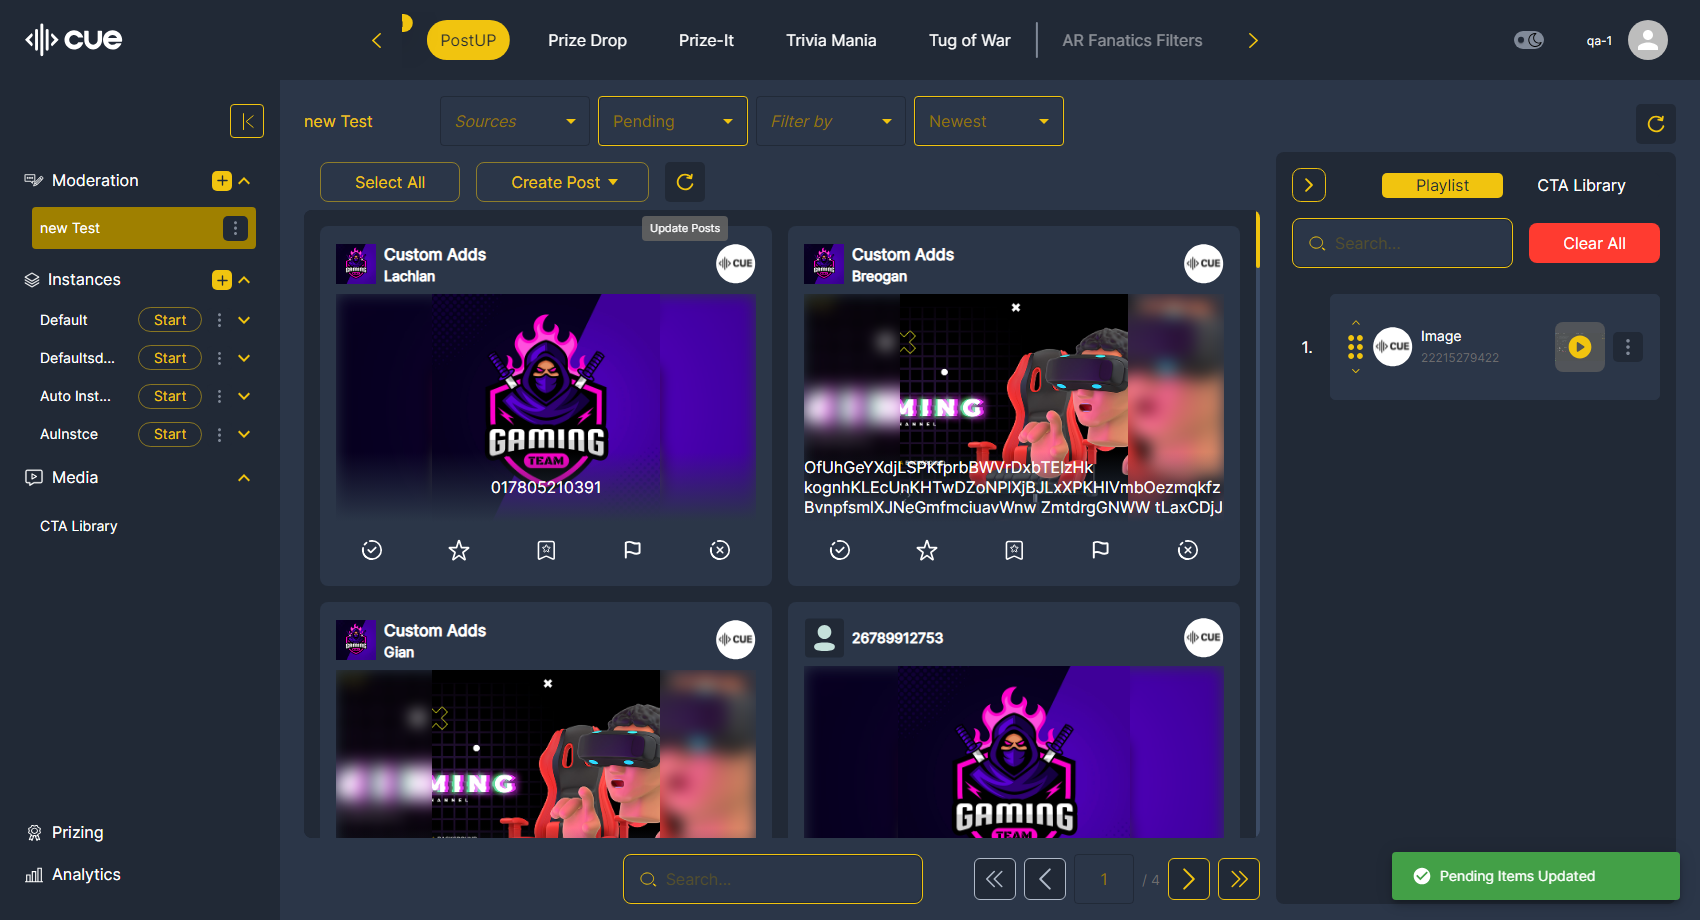 CUE
PostUP
Prize Drop
Prize-It
Trivia Mania
Tug of War
AR Fanatics Filters
qa-1
Moderation
new Test
Instances
Default
Start
Defaultsd...
Start
Auto Inst...
Start
AuInstce
Start
Media
CTA Library
Prizing
Analytics
new Test
Sources
Pending
Filter by
Newest
Select All
Create Post
Update Posts
Custom Adds
Lachlan
CUE
GAMING
TEAM
017805210391
Custom Adds
Breogan
CUE
MING
OfUhGeYXdjLSPKfprbBWVrDxbTElzHk
kognhKLEcUnKHTwDZoNPlXjBJLxXPKHlVmbOezmqkfz
BvnpfsmlXJNeGmfmciuavWnw ZmtdrgGNWW tLaxCDjJ
Custom Adds
Gian
CUE
MING
26789912753
CUE
GAMING
TEAM
Search...
1
/ 4
Playlist
CTA Library
Search...
Clear All
1.
CUE
Image
22215279422
Pending Items Updated